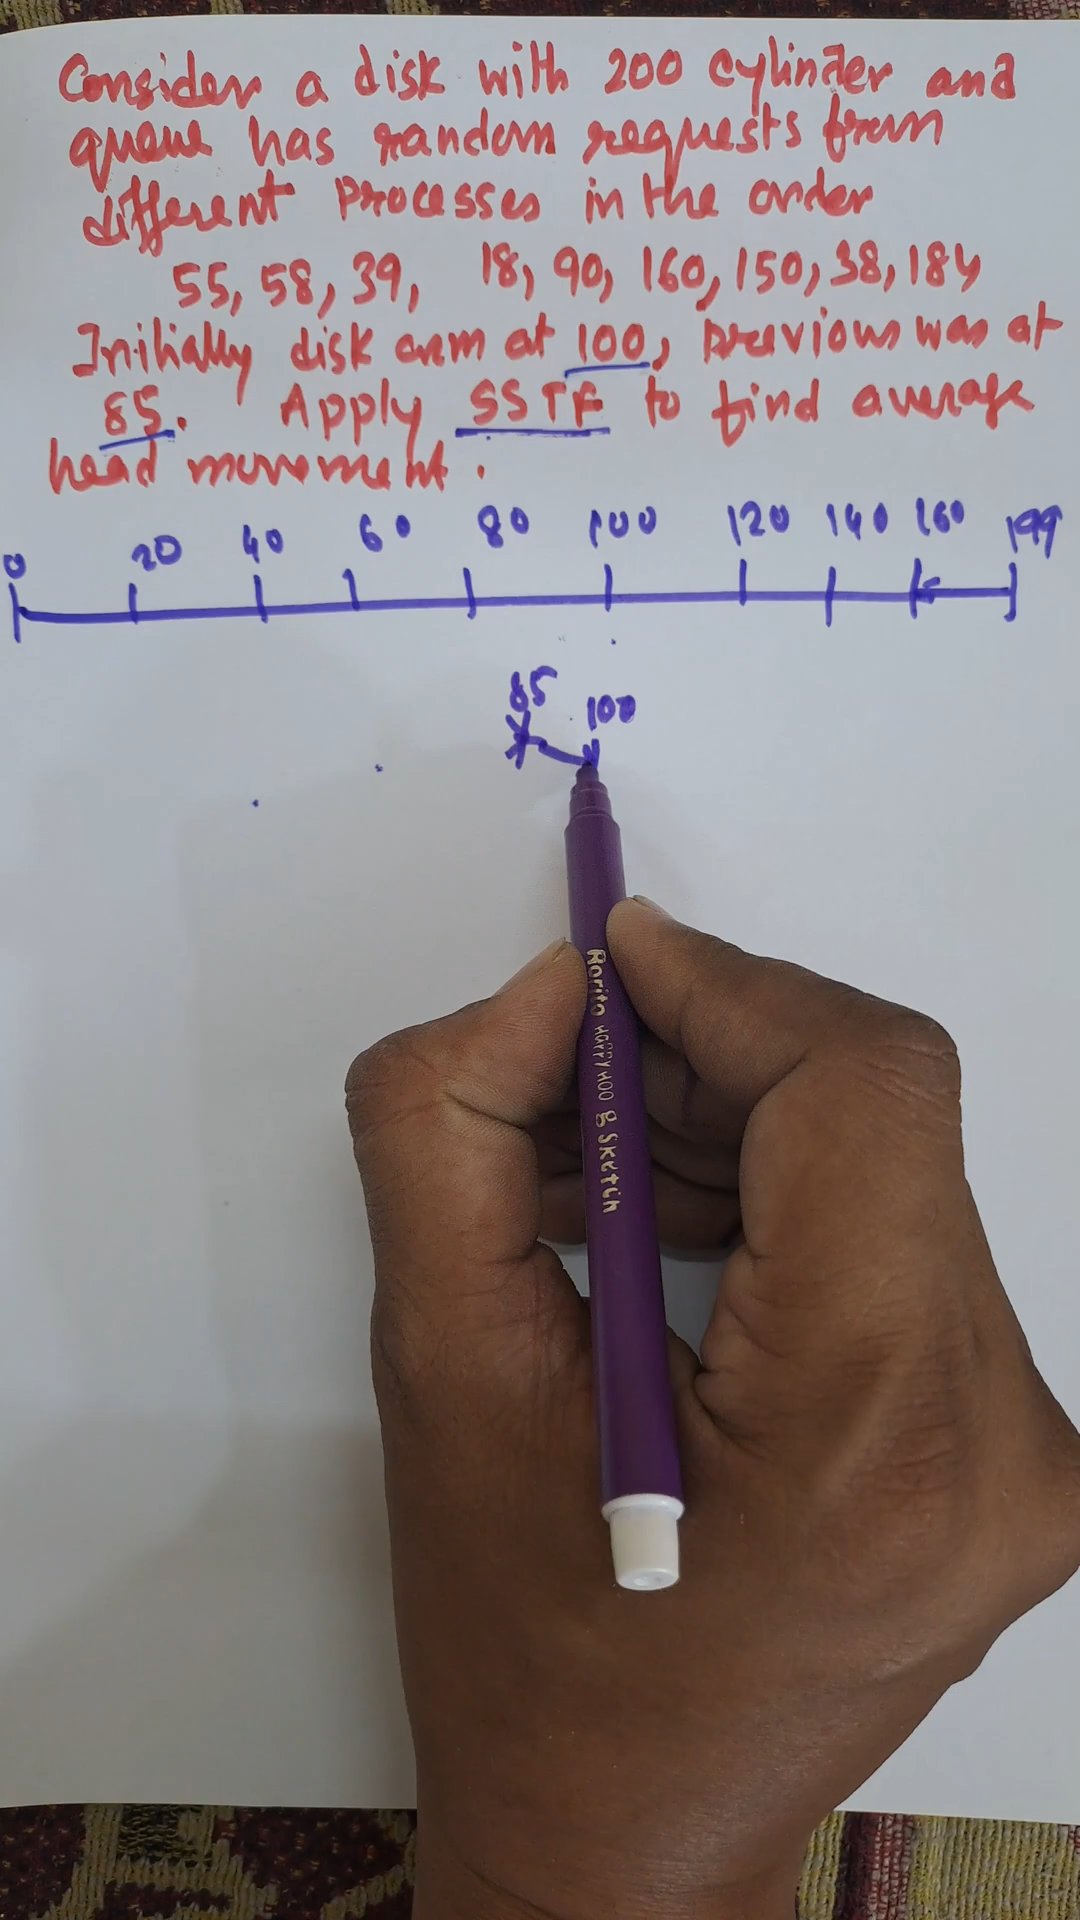 Consider a disk with 200 cylinder and
queue has random requests from
different processes in the order
55, 58, 39, 18, 90, 160, 150, 38, 184
Initially disk arm at 100, previous was at
85. Apply SSTF to find average
head movement.
0 20 40 60 80 100 120 140 160 199
85 100
Rorito HAPPY HOO 8 Sketch